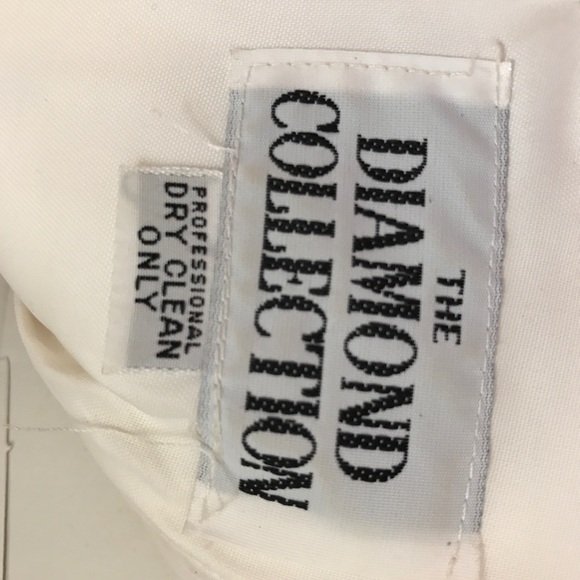 THE
DIAMOND
COLLECTION
PROFESSIONAL
DRY CLEAN
ONLY